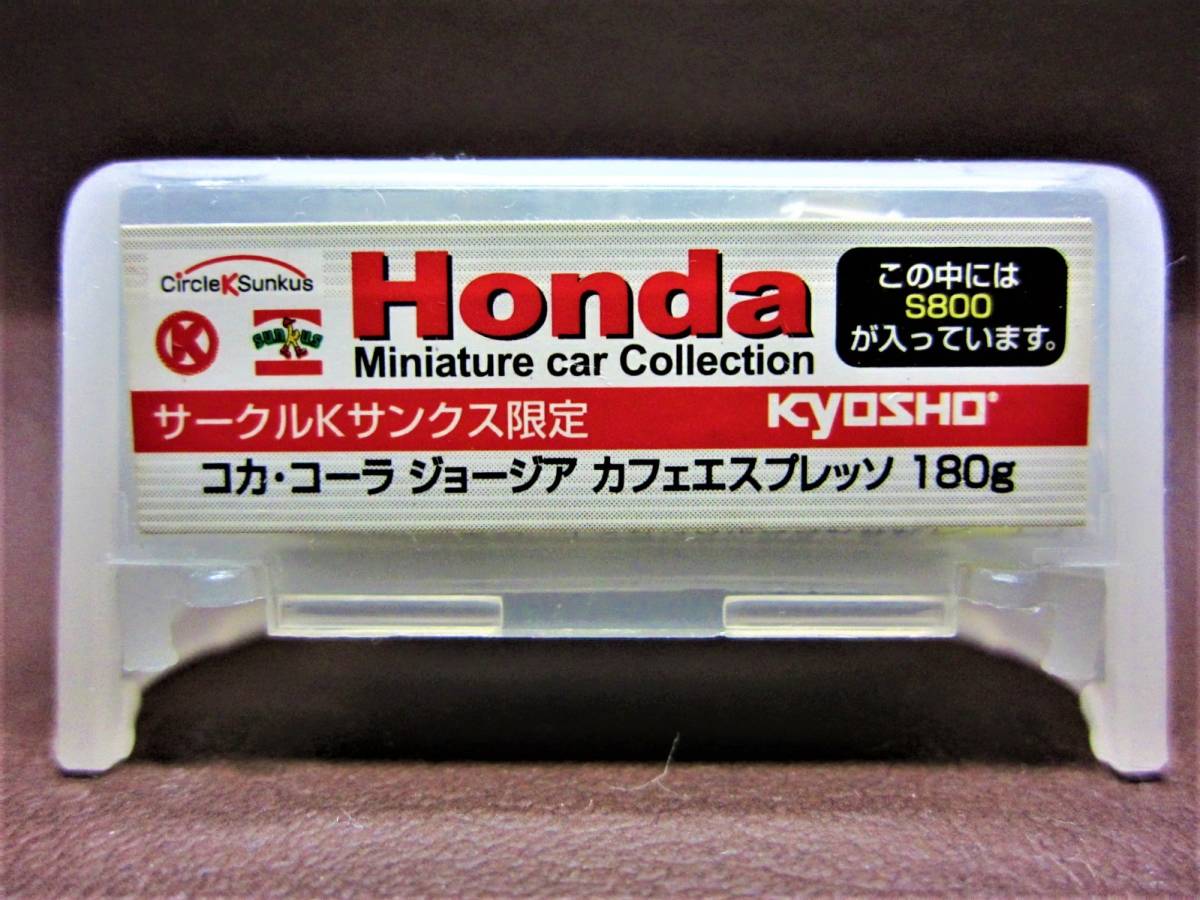 CircleKSunkus
K
sunkus
Honda
Miniature car Collection
この中には
S800
が入っています。
サークルKサンクス限定
KYOSHO
コカ・コーラ ジョージア カフェエスプレッソ 180g